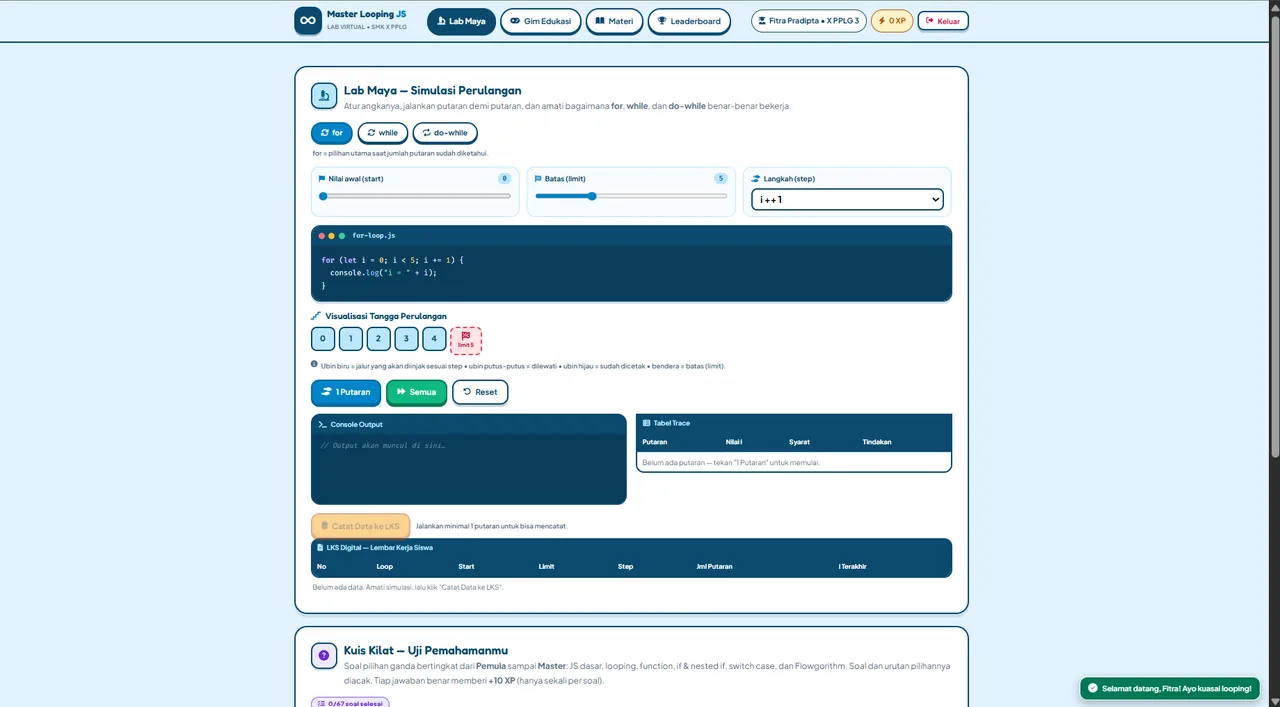 Master Looping JS
LAB VIRTUAL • SMK X PPLG
Lab Maya
Gim Edukasi
Materi
Leaderboard
Fitra Pradipta • X PPLG 3
0 XP
Keluar
Lab Maya — Simulasi Perulangan
Atur angkanya, jalankan putaran demi putaran, dan amati bagaimana for, while, dan do-while benar-benar bekerja.
for
while
do-while
for = pilihan utama saat jumlah putaran sudah diketahui.
Nilai awal (start)
0
Batas (limit)
5
Langkah (step)
i + + 1
for-loop.js
for (let i = 0; i < 5; i += 1) {
console.log("i = " + i);
}
Visualisasi Tangga Perulangan
0 1 2 3 4
limit 5
Ubin biru = jalur yang akan diinjak sesuai step • ubin putus-putus = dilewati • ubin hijau = sudah dicetak • bendera = batas (limit).
1 Putaran
Semua
Reset
Console Output
// Output akan muncul di sini…
Tabel Trace
Putaran Nilai i Syarat Tindakan
Belum ada putaran — tekan "1 Putaran" untuk memulai.
Catat Data ke LKS
Jalankan minimal 1 putaran untuk bisa mencatat.
LKS Digital — Lembar Kerja Siswa
No Loop Start Limit Step Jml Putaran i Terakhir
Belum ada data. Amati simulasi, lalu klik "Catat Data ke LKS".
Kuis Kilat — Uji Pemahamanmu
Soal pilihan ganda bertingkat dari Pemula sampai Master: JS dasar, looping, function, if & nested if, switch case, dan Flowgorithm. Soal dan urutan pilihannya
diacak. Tiap jawaban benar memberi +10 XP (hanya sekali per soal).
0/67 soal selesai
Selamat datang, Fitra! Ayo kuasai looping!